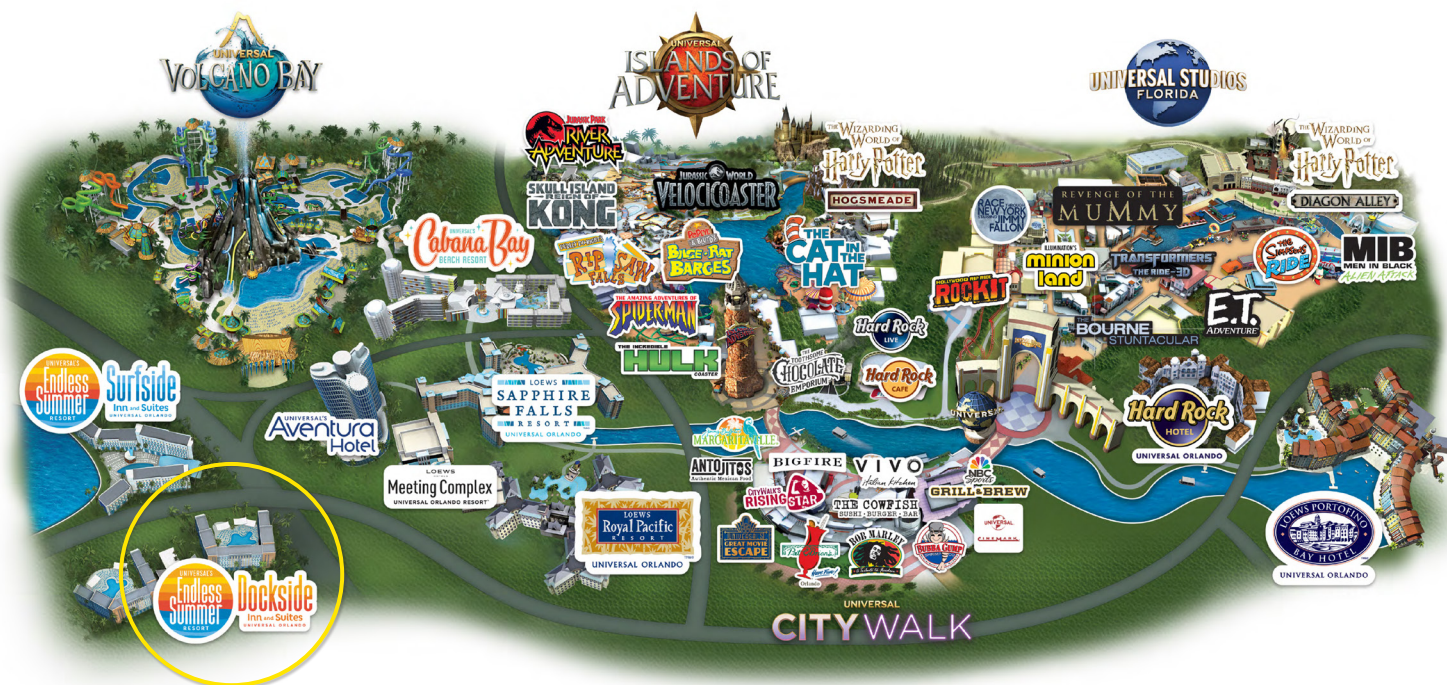 UNIVERSAL
VOLCANO BAY
UNIVERSAL
ISLANDS OF
ADVENTURE
UNIVERSAL STUDIOS
FLORIDA
JURASSIC PARK
RIVER
ADVENTURE
SKULL ISLAND
REIGN OF
KONG
JURASSIC WORLD
VELOCICOASTER
THE WIZARDING
WORLD OF
Harry Potter
HOGSMEADE
RACE
THROUGH
NEW YORK
STARRING
JIMMY
FALLON
REVENGE OF THE
MUMMY
THE WIZARDING
WORLD OF
Harry Potter
DIAGON ALLEY
UNIVERSAL'S
Cabana Bay
BEACH RESORT
RIPSAW
FALLS
BILGE-RAT
BARGES
THE
CAT IN
THE
HAT
ILLUMINATION'S
minion
land
TRANSFORMERS
THE RIDE-3D
THE
SIMPSONS
RIDE
MIB
MEN IN BLACK
ALIEN ATTACK
HOLLYWOOD RIP RIDE
ROCKIT
THE AMAZING ADVENTURES OF
SPIDERMAN
THE INCREDIBLE
HULK
COASTER
Hard Rock
LIVE
THE
BOURNE
STUNTACULAR
E.T.
ADVENTURE
THE
TOOTHSOME
CHOCOLATE
EMPORIUM
Hard Rock
CAFE
UNIVERSAL
UNIVERSAL'S
Endless
Summer
RESORT
Surfside
Inn and Suites
UNIVERSAL ORLANDO
UNIVERSAL'S
Aventura
Hotel
LOEWS
SAPPHIRE
FALLS
RESORT
UNIVERSAL ORLANDO
Hard Rock
HOTEL
UNIVERSAL ORLANDO
MARGARITAVILLE
ANTOJITOS
Authentic Mexican Food
BIGFIRE
VIVO
Italian Kitchen
NBC
Sports
GRILL & BREW
LOEWS
Meeting Complex
UNIVERSAL ORLANDO RESORT
CITYWALK'S
RISING
STAR
THE COWFISH
SUSHI·BURGER·BAR
LOEWS
Royal Pacific
RESORT
UNIVERSAL ORLANDO
UNIVERSAL'S
GREAT MOVIE
ESCAPE
Pat O'Brien's
Have Fun!
Orlando
BOB MARLEY
BUBBA GUMP
UNIVERSAL
CINEMARK
LOEWS PORTOFINO
BAY HOTEL
UNIVERSAL ORLANDO
UNIVERSAL'S
Endless
Summer
RESORT
Dockside
Inn and Suites
UNIVERSAL ORLANDO
UNIVERSAL
CITYWALK